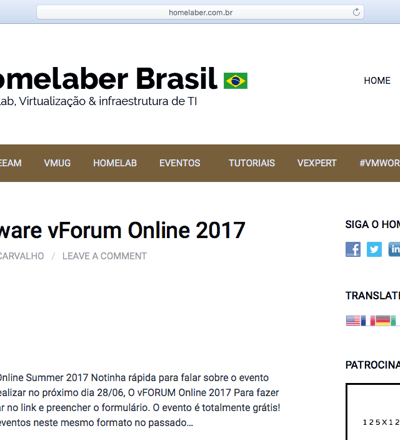 homelaber.com.br
omelaber Brasil
HOME
ab, Virtualização & infraestrutura de TI
EEAM VMUG HOMELAB EVENTOS TUTORIAIS VEXPERT #VMWOR
ware vForum Online 2017
CARVALHO / LEAVE A COMMENT
SIGA O HOM
TRANSLATI
PATROCINA
Online Summer 2017 Notinha rápida para falar sobre o evento
ealizar no próximo dia 28/06, O vFORUM Online 2017 Para fazer
ar no link e preencher o formulário. O evento é totalmente grátis!
eventos neste mesmo formato no passado...
125X12